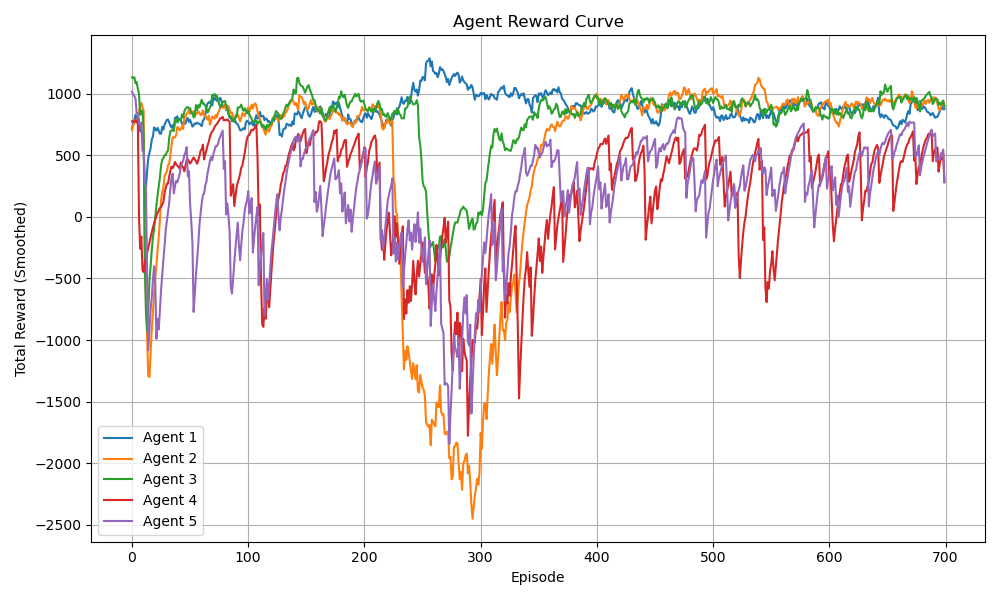 Agent Reward Curve
Total Reward (Smoothed)
1000
500
0
−500
−1000
−1500
−2000
−2500
Agent 1
Agent 2
Agent 3
Agent 4
Agent 5
0 100 200 300 400 500 600 700
Episode